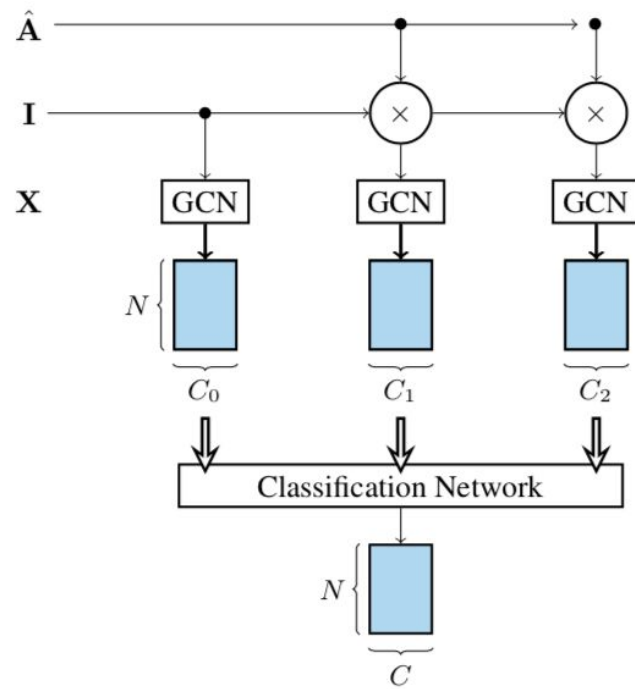 Â
I × ×
X GCN GCN GCN
N
C₀ C₁ C₂
Classification Network
N
C